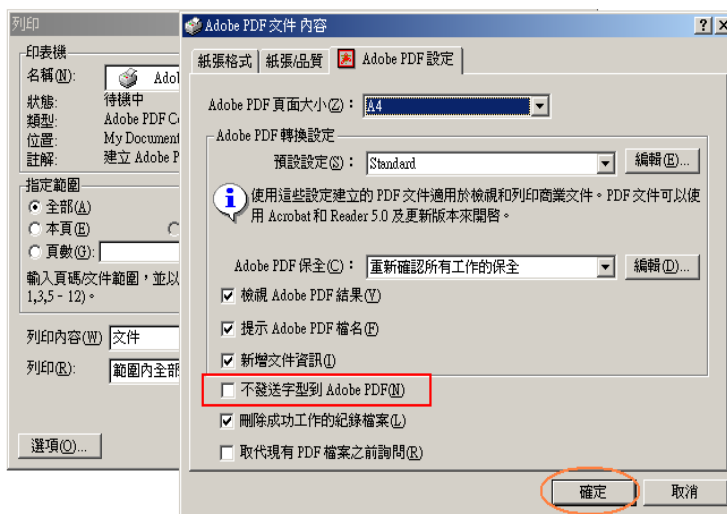 列印
印表機
名稱(N):
Adol
狀態:
待機中
類型:
Adobe PDF Co
位置:
My Document
註解:
建立 Adobe P
指定範圍
全部(A)
本頁(E)
頁數(G):
輸入頁碼/文件範圍，並以
1,3,5 - 12)。
列印內容(W)
文件
列印(R):
範圍內全部
選項(O)...
Adobe PDF 文件 內容
紙張格式
紙張/品質
Adobe PDF 設定
Adobe PDF 頁面大小(Z)：
A4
Adobe PDF 轉換設定
預設設定(S)：
Standard
編輯(E)...
使用這些設定建立的 PDF 文件適用於檢視和列印商業文件。PDF 文件可以使
用 Acrobat 和 Reader 5.0 及更新版本來開啓。
Adobe PDF 保全(C)：
重新確認所有工作的保全
編輯(D)...
檢視 Adobe PDF 結果(Y)
提示 Adobe PDF 檔名(F)
新增文件資訊(I)
不發送字型到 Adobe PDF(N)
刪除成功工作的紀錄檔案(L)
取代現有 PDF 檔案之前詢問(R)
確定
取消